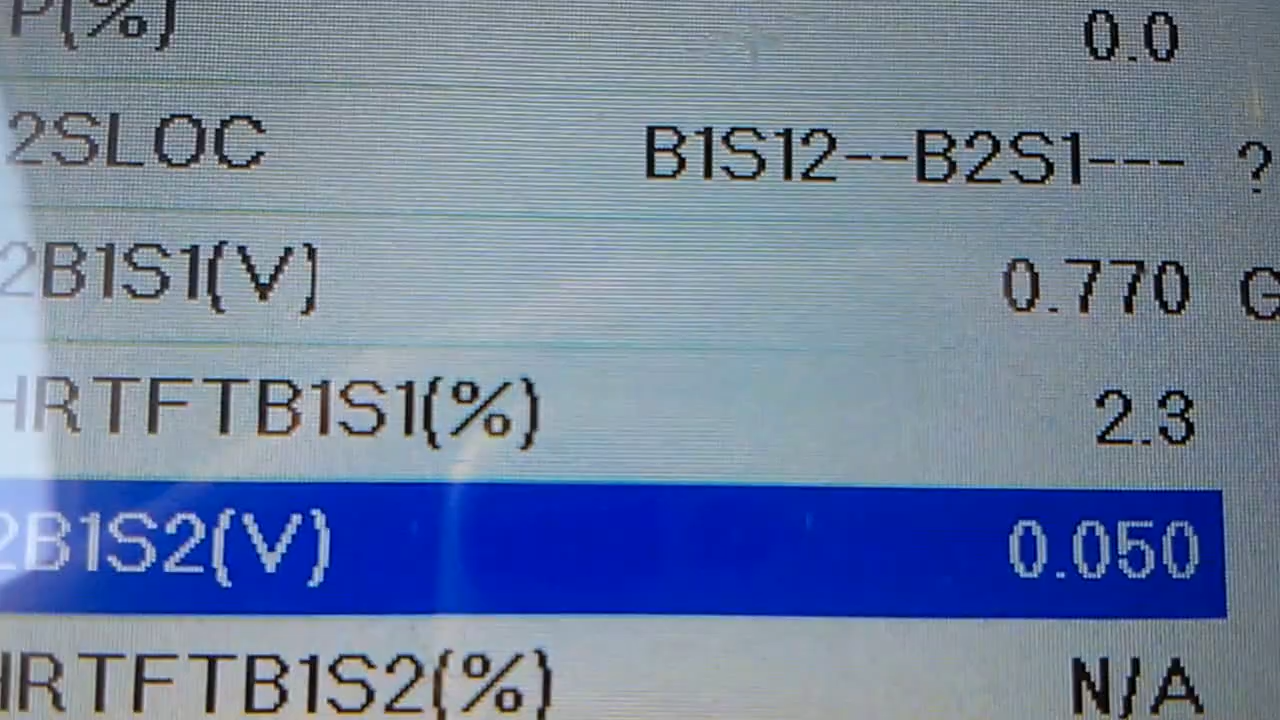 P(%) 0.0
2SLOC B1S12--B2S1--- ?
2B1S1(V) 0.770 G
HRTFTB1S1(%) 2.3
2B1S2(V) 0.050
HRTFTB1S2(%) N/A